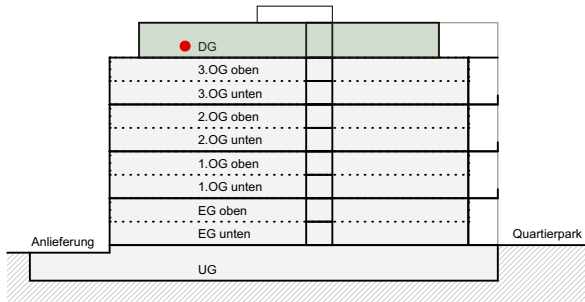 DG
3.OG oben
3.OG unten
2.OG oben
2.OG unten
1.OG oben
1.OG unten
EG oben
EG unten
Anlieferung
Quartierpark
UG